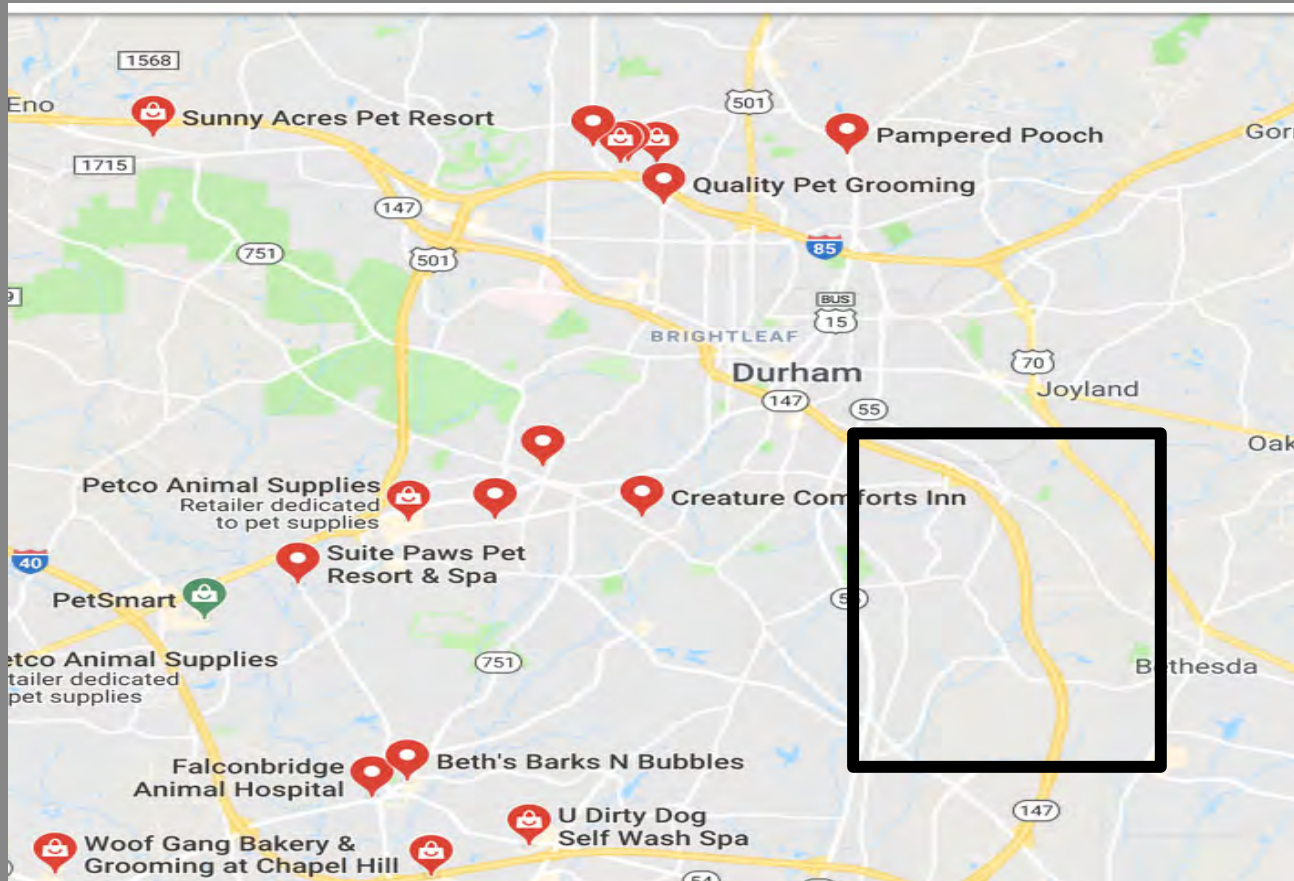 1568
Eno
Sunny Acres Pet Resort
501
Pampered Pooch
Gor
1715
Quality Pet Grooming
147
751
501
85
9
BUS
15
BRIGHTLEAF
Durham
70
Joyland
147
55
Oak
Petco Animal Supplies
Retailer dedicated
to pet supplies
Creature Comforts Inn
40
Suite Paws Pet
Resort & Spa
PetSmart
etco Animal Supplies
tailer dedicated
pet supplies
751
Bethesda
Falconbridge
Animal Hospital
Beth's Barks N Bubbles
147
U Dirty Dog
Self Wash Spa
Woof Gang Bakery &
Grooming at Chapel Hill
54